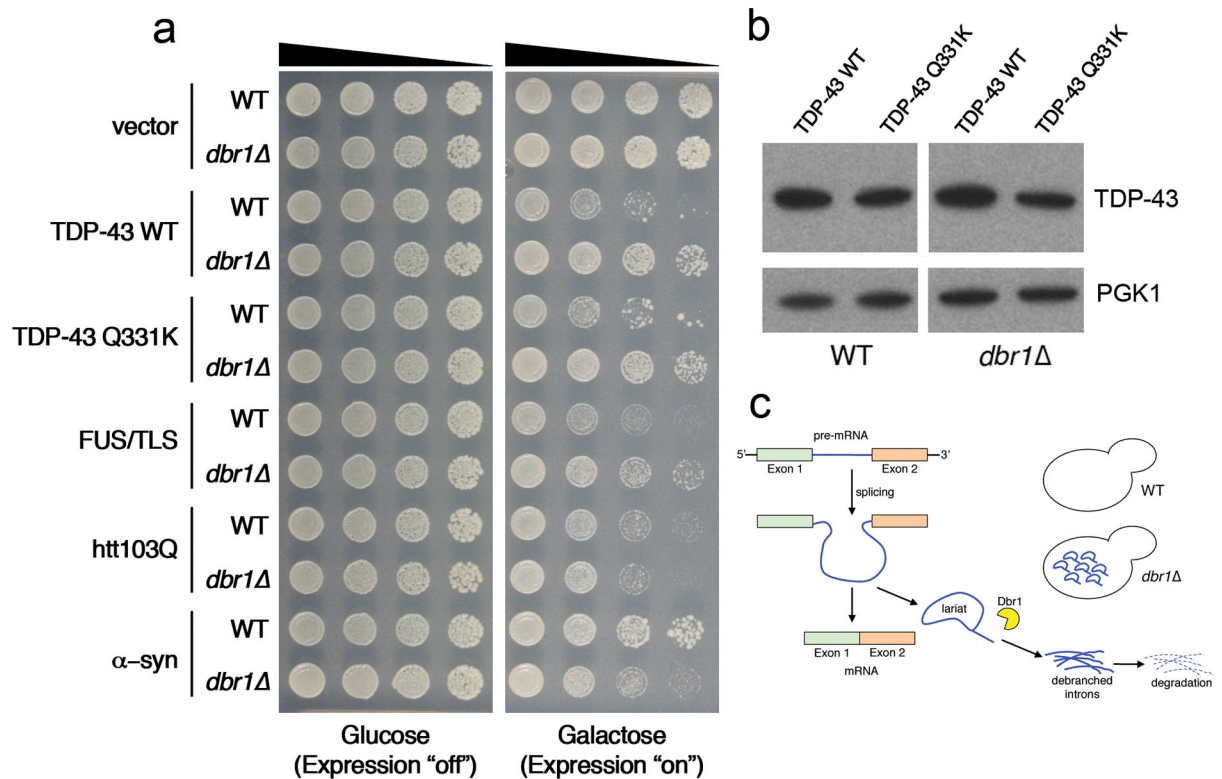 a
vector
WT
dbr1Δ
TDP-43 WT
WT
dbr1Δ
TDP-43 Q331K
WT
dbr1Δ
FUS/TLS
WT
dbr1Δ
htt103Q
WT
dbr1Δ
α–syn
WT
dbr1Δ
Glucose
(Expression “off”)
Galactose
(Expression “on”)
b
TDP-43 WT
TDP-43 Q331K
TDP-43 WT
TDP-43 Q331K
TDP-43
PGK1
WT
dbr1Δ
c
pre-mRNA
5’
3’
Exon 1
Exon 2
splicing
WT
dbr1Δ
lariat
Dbr1
Exon 1
Exon 2
mRNA
debranched
introns
degradation